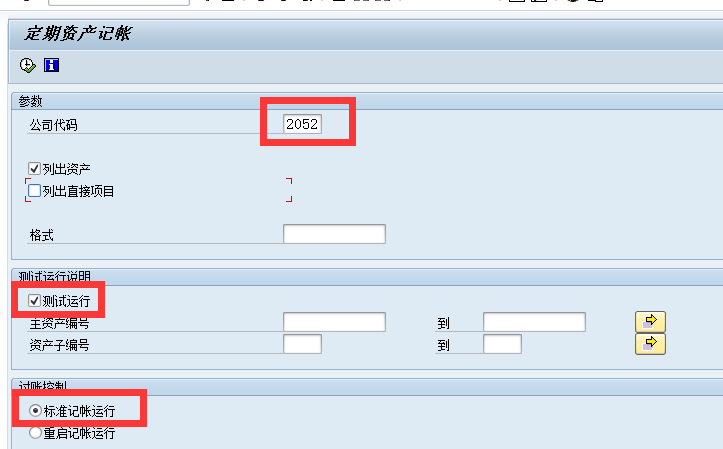 定期资产记帐
参数
公司代码 2052
列出资产
列出直接项目
格式
测试运行说明
测试运行
主资产编号 到
资产子编号 到
过账控制
标准记帐运行
重启记帐运行